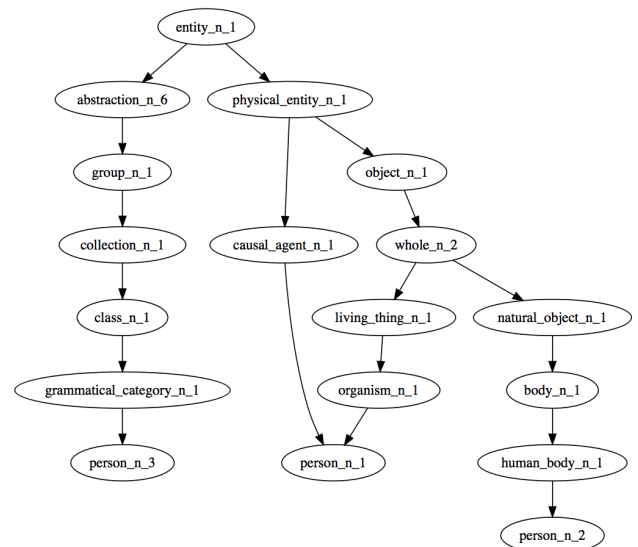 entity_n_1
abstraction_n_6
physical_entity_n_1
group_n_1
object_n_1
collection_n_1
causal_agent_n_1
whole_n_2
class_n_1
living_thing_n_1
natural_object_n_1
grammatical_category_n_1
organism_n_1
body_n_1
person_n_3
person_n_1
human_body_n_1
person_n_2